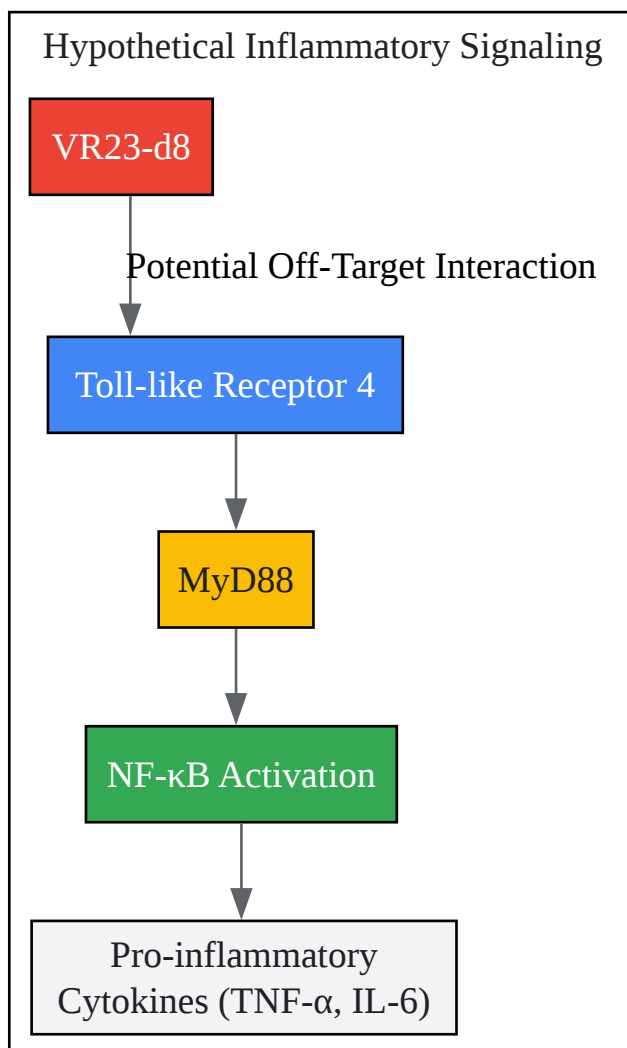 Hypothetical Inflammatory Signaling
VR23-d8
Potential Off-Target Interaction
Toll-like Receptor 4
MyD88
NF-κB Activation
Pro-inflammatory
Cytokines (TNF-α, IL-6)